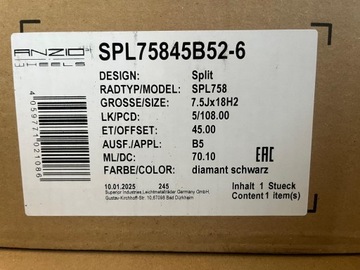 ANZIO
WHEELS
SPL75845B52-6
DESIGN: Split
RADTYP/MODEL: SPL758
GROSSE/SIZE: 7.5Jx18H2
LK/PCD: 5/108.00
ET/OFFSET: 45.00
AUSF./APPL: B5
ML/DC: 70.10
FARBE/COLOR: diamant schwarz
EAC
4059771021086
10.01.2025 245
Superior Industries Leichtmetallräder Germany GmbH,
Gustav-Kirchhoff-Str. 10,67098 Bad Dürkheim
Inhalt 1 Stueck
Content 1 item(s)